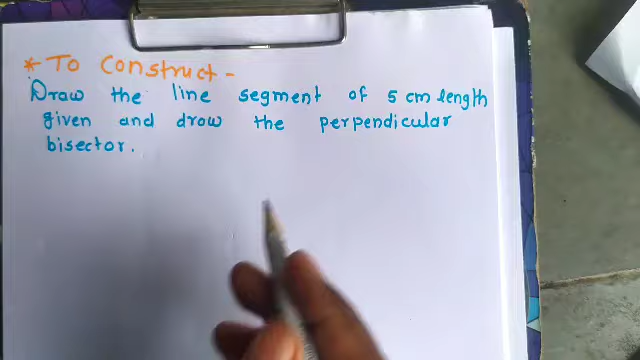 * To Construct -
Draw the line segment of 5 cm length
given and draw the perpendicular
bisector.